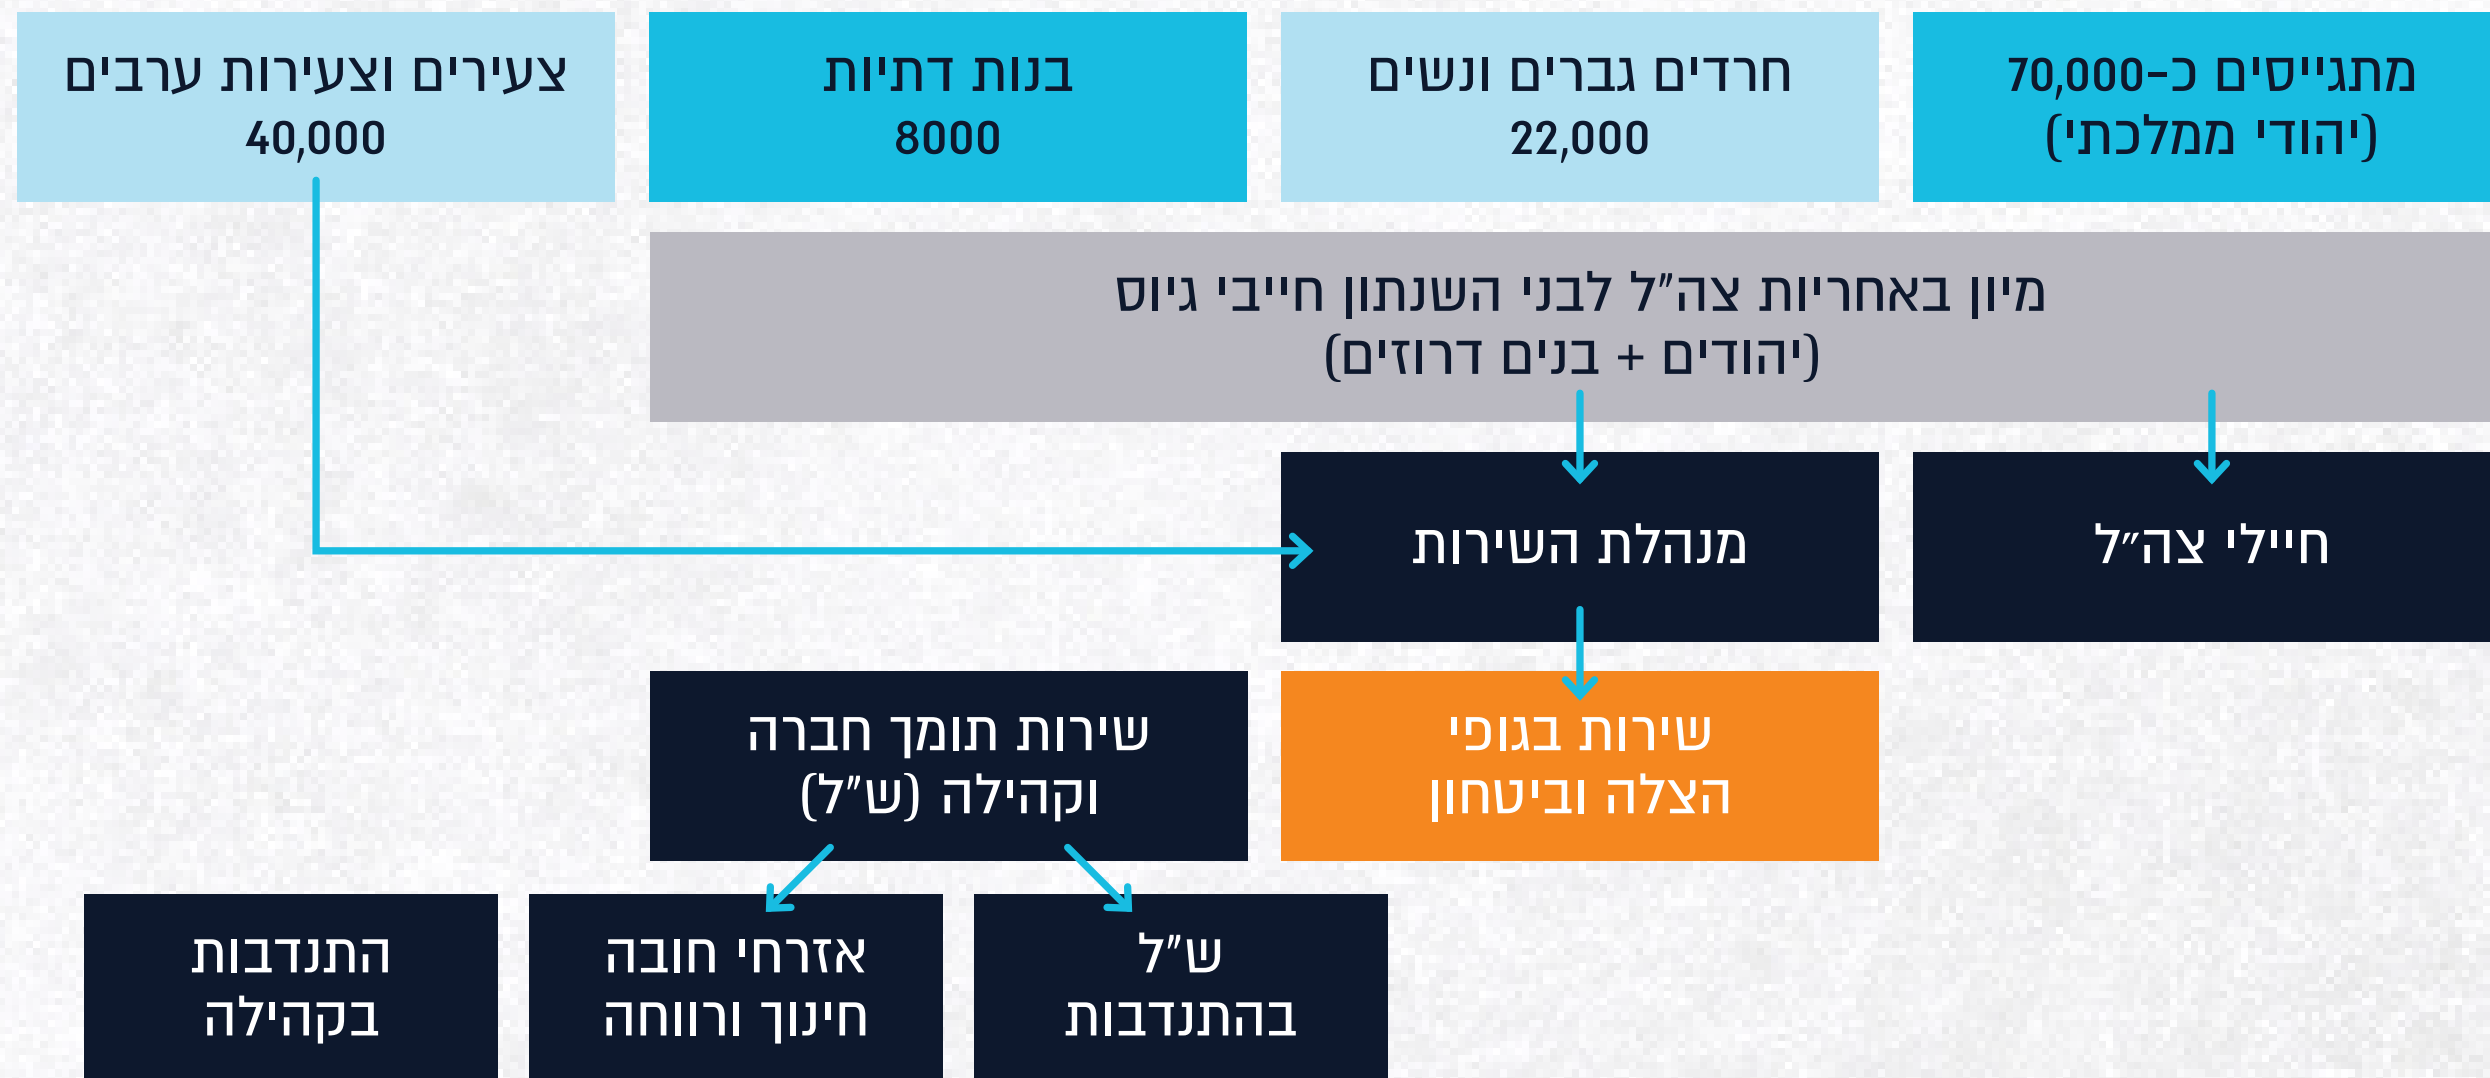 מתגייסים כ-70,000
(יהודי ממלכתי)
חרדים גברים ונשים
22,000
בנות דתיות
8000
צעירים וצעירות ערבים
40,000
מיון באחריות צה"ל לבני השנתון חייבי גיוס
(יהודים + בנים דרוזים)
חיילי צה״ל
מנהלת השירות
שירות בגופי
הצלה וביטחון
שירות תומך חברה
וקהילה (ש"ל)
ש"ל
בהתנדבות
אזרחי חובה
חינוך ורווחה
התנדבות
בקהילה